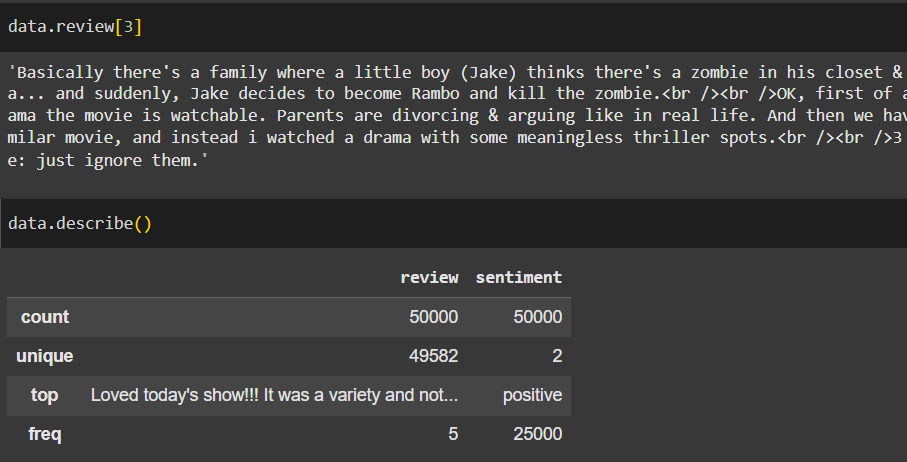 data.review[3]
'Basically there's a family where a little boy (Jake) thinks there's a zombie in his closet &
a... and suddenly, Jake decides to become Rambo and kill the zombie.<br /><br />OK, first of a
ama the movie is watchable. Parents are divorcing & arguing like in real life. And then we hav
milar movie, and instead i watched a drama with some meaningless thriller spots.<br /><br />3
e: just ignore them.'
data.describe()
review sentiment
count 50000 50000
unique 49582 2
top Loved today's show!!! It was a variety and not... positive
freq 5 25000